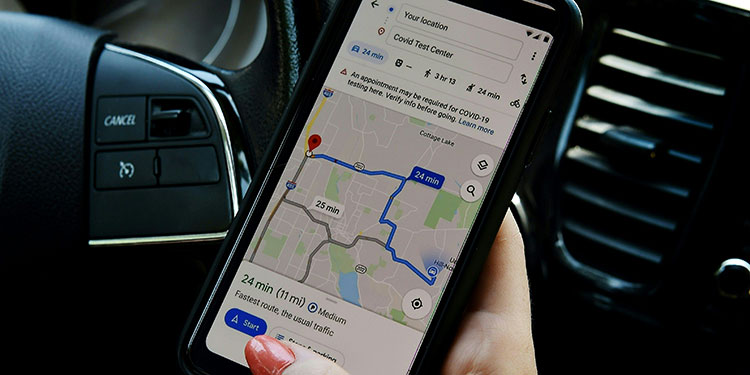 CANCEL
Your location
Covid Test Center
24 min
3 hr 13
24 min
An appointment may be required for COVID-19
testing here. Verify info before going. Learn more
Cottage Lake
24 min
25 min
24 min (11 mi) P Medium
Fastest route, the usual traffic
Start